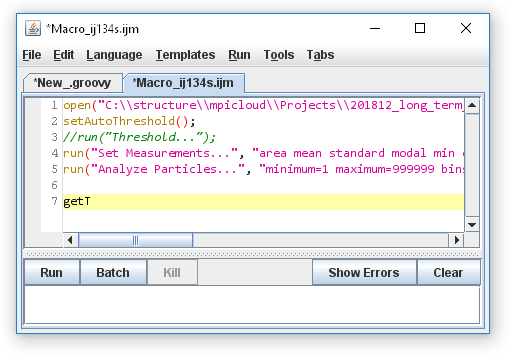 *Macro_ij134s.ijm
File Edit Language Templates Run Tools Tabs
*New_.groovy *Macro_ij134s.ijm
1 open("C:\\structure\\mpicloud\\Projects\\201812_long_term_
2 setAutoThreshold();
3 //run("Threshold...");
4 run("Set Measurements...", "area mean standard modal min
5 run("Analyze Particles...", "minimum=1 maximum=999999 bins
6
7 getT
Run Batch Kill Show Errors Clear